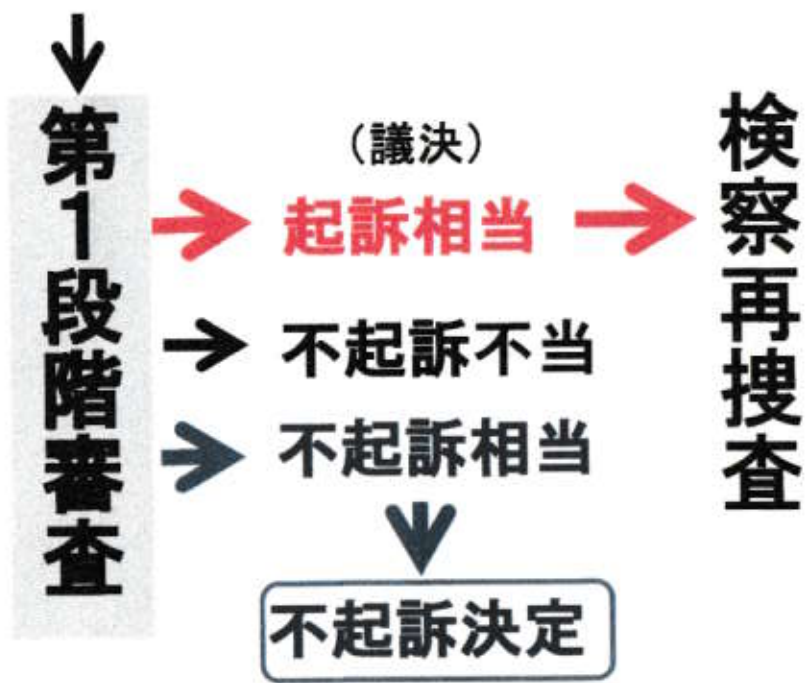 第1段階審査
(議決)
起訴相当
不起訴不当
不起訴相当
不起訴決定
検察再捜査